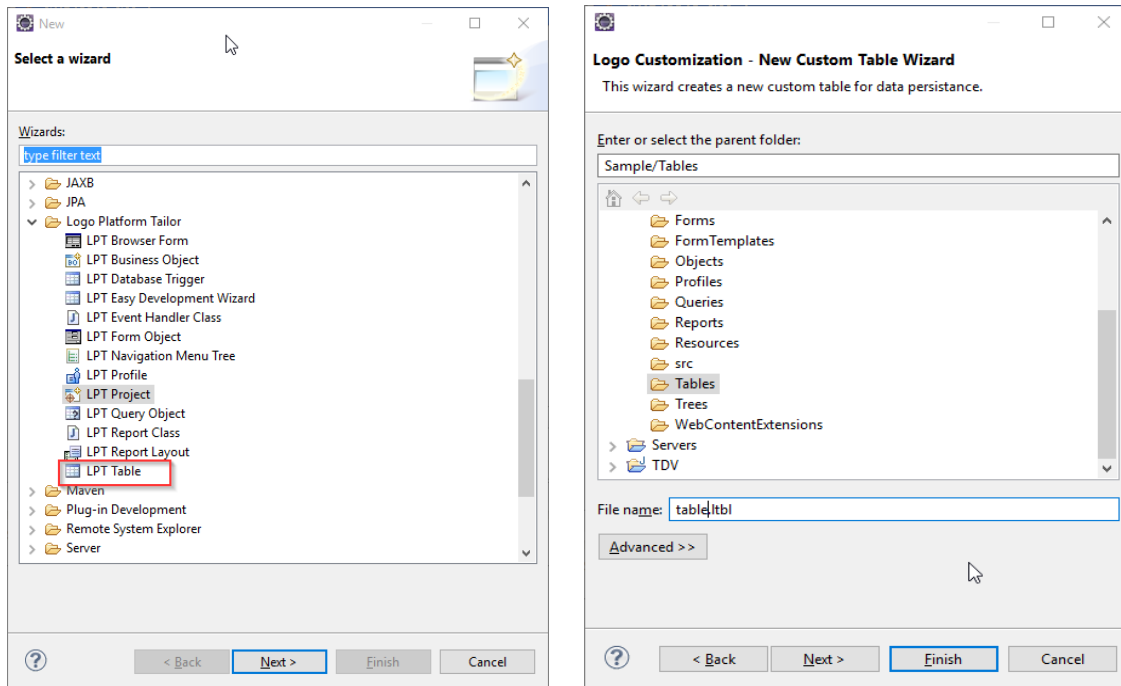 New
Select a wizard
Wizards:
type filter text
JAXB
JPA
Logo Platform Tailor
LPT Browser Form
LPT Business Object
LPT Database Trigger
LPT Easy Development Wizard
LPT Event Handler Class
LPT Form Object
LPT Navigation Menu Tree
LPT Profile
LPT Project
LPT Query Object
LPT Report Class
LPT Report Layout
LPT Table
Maven
Plug-in Development
Remote System Explorer
Server
< Back
Next >
Finish
Cancel
Logo Customization - New Custom Table Wizard
This wizard creates a new custom table for data persistance.
Enter or select the parent folder:
Sample/Tables
Forms
FormTemplates
Objects
Profiles
Queries
Reports
Resources
src
Tables
Trees
WebContentExtensions
Servers
TDV
File name: table.ltbl
Advanced >>
< Back
Next >
Finish
Cancel